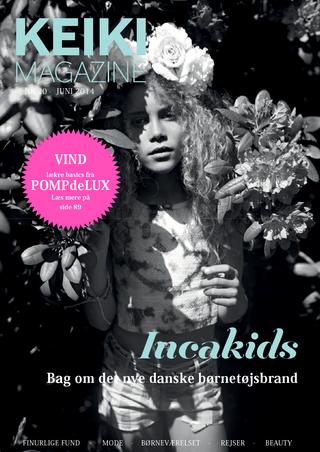 KEIKI
MAGAZINE
JUNI 2014
VIND
lækre basics fra
POMPdeLUX
Læs mere på
side 89
Incakids
Bag om det nye danske børnetøjsbrand
FINURLIGE FUND · MODE · BØRNEVÆRELSET · REJSER · BEAUTY